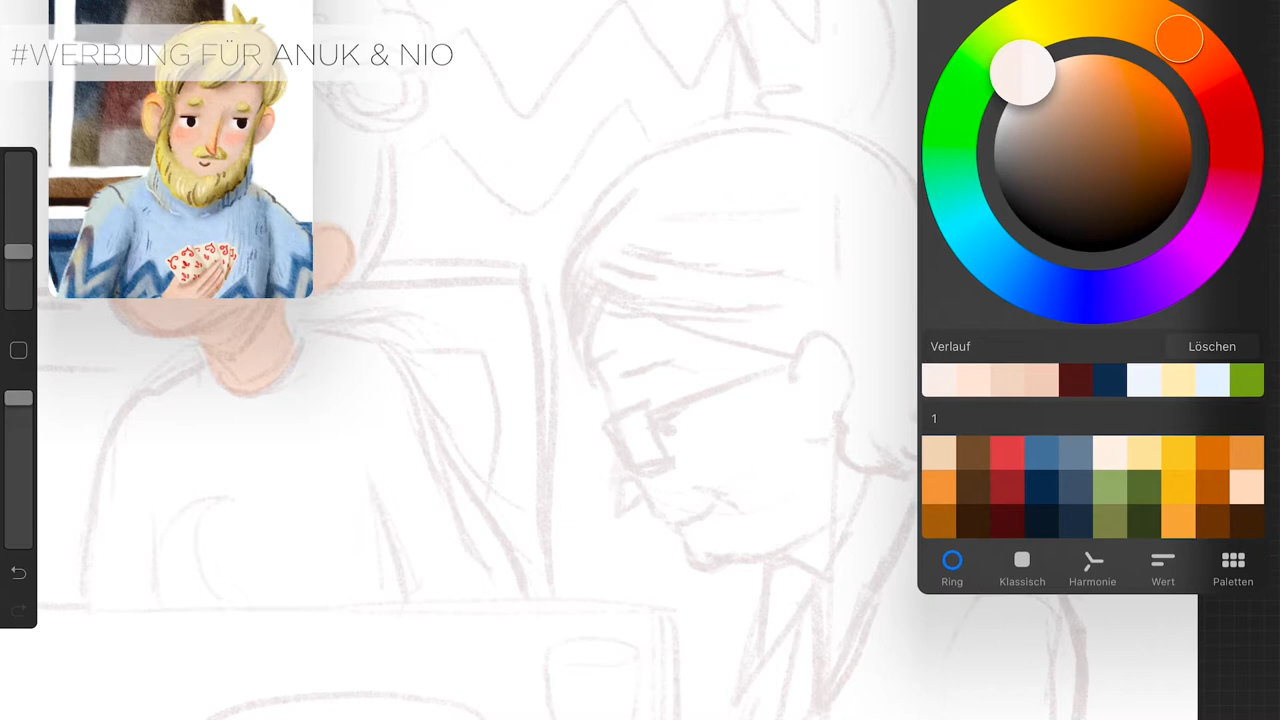 #WERBUNG FÜR ANUK & NIO
Verlauf
Löschen
1
Ring
Klassisch
Harmonie
Wert
Paletten